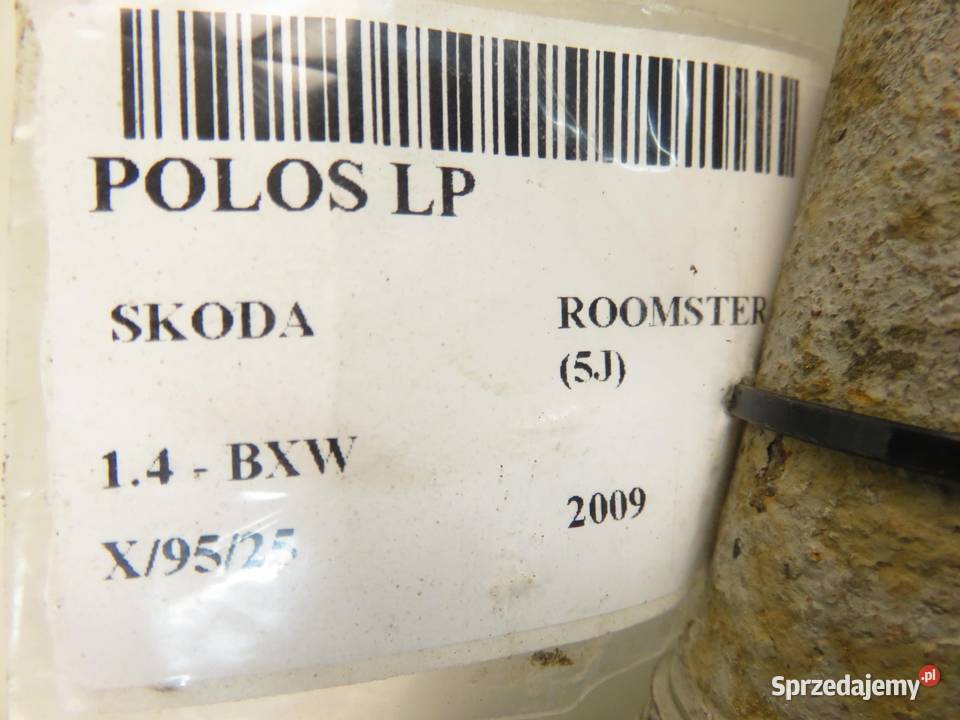 POLOS LP
SKODA
ROOMSTER
(5J)
1.4 - BXW
2009
X/95/25
Sprzedajemy.pl